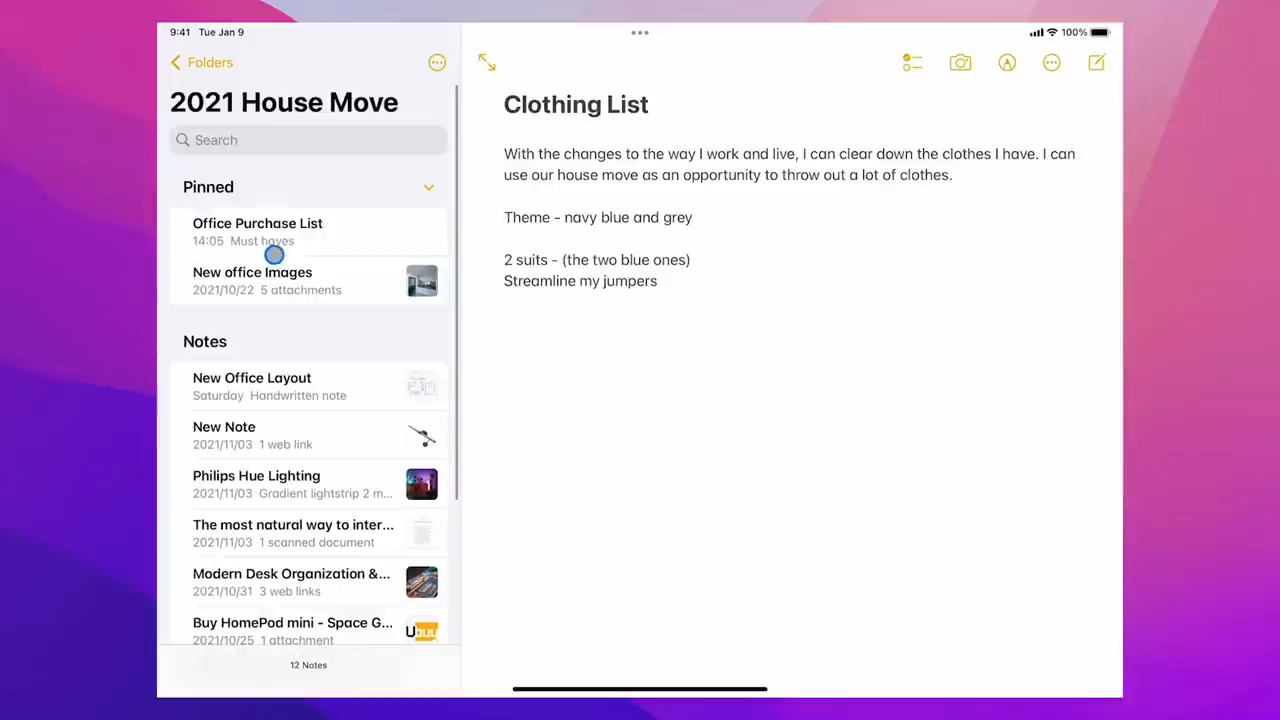 9:41 Tue Jan 9
100%
Folders
2021 House Move
Search
Pinned
Office Purchase List
14:05 Must haves
New office Images
2021/10/22 5 attachments
Notes
New Office Layout
Saturday Handwritten note
New Note
2021/11/03 1 web link
Philips Hue Lighting
2021/11/03 Gradient lightstrip 2 m...
The most natural way to inter...
2021/11/03 1 scanned document
Modern Desk Organization &...
2021/10/31 3 web links
Buy HomePod mini - Space G...
2021/10/25 1 attachment
12 Notes
Clothing List
With the changes to the way I work and live, I can clear down the clothes I have. I can
use our house move as an opportunity to throw out a lot of clothes.
Theme - navy blue and grey
2 suits - (the two blue ones)
Streamline my jumpers